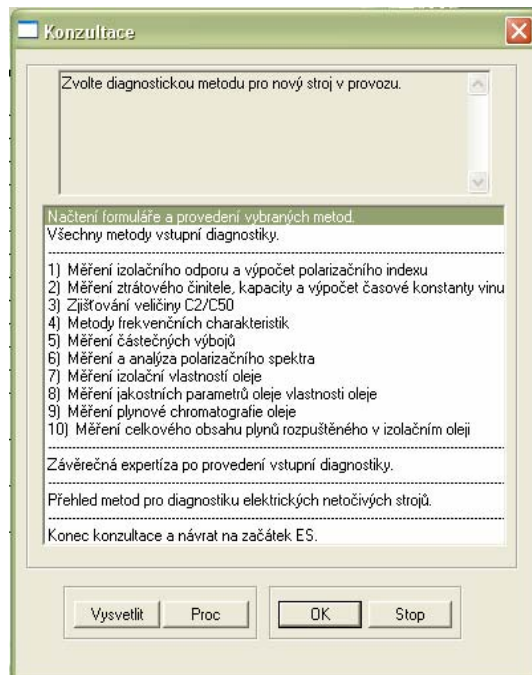 Konzultace
Zvolte diagnostickou metodu pro nový stroj v provozu.
Načtení formuláře a provedení vybraných metod.
Všechny metody vstupní diagnostiky.
1) Měření izolačního odporu a výpočet polarizačního indexu
2) Měření ztrátového činitele, kapacity a výpočet časové konstanty vinu
3) Zjišťování veličiny C2/C50
4) Metody frekvenčních charakteristik
5) Měření částečných výbojů
6) Měření a analýza polarizačního spektra
7) Měření izolační vlastností oleje
8) Měření jakostních parametrů oleje vlastnosti oleje
9) Měření plynové chromatografie oleje
10) Měření celkového obsahu plynů rozpuštěného v izolačním oleji
Závěrečná expertíza po provedení vstupní diagnostiky.
Přehled metod pro diagnostiku elektrických netočivých strojů.
Konec konzultace a návrat na začátek ES.
Vysvetlit Proc OK Stop